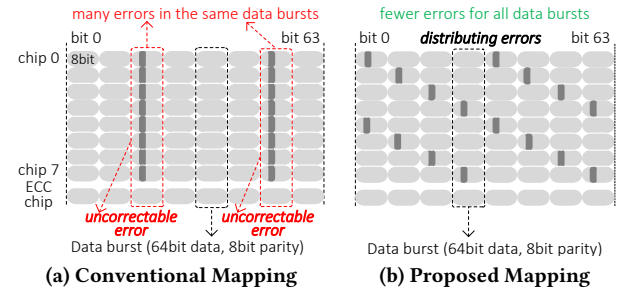 many errors in the same data bursts
bit 0
bit 63
chip 0
8bit
chip 7
ECC
chip
uncorrectable
error
uncorrectable
error
Data burst (64bit data, 8bit parity)
(a) Conventional Mapping
fewer errors for all data bursts
bit 0
bit 63
distributing errors
Data burst (64bit data, 8bit parity)
(b) Proposed Mapping